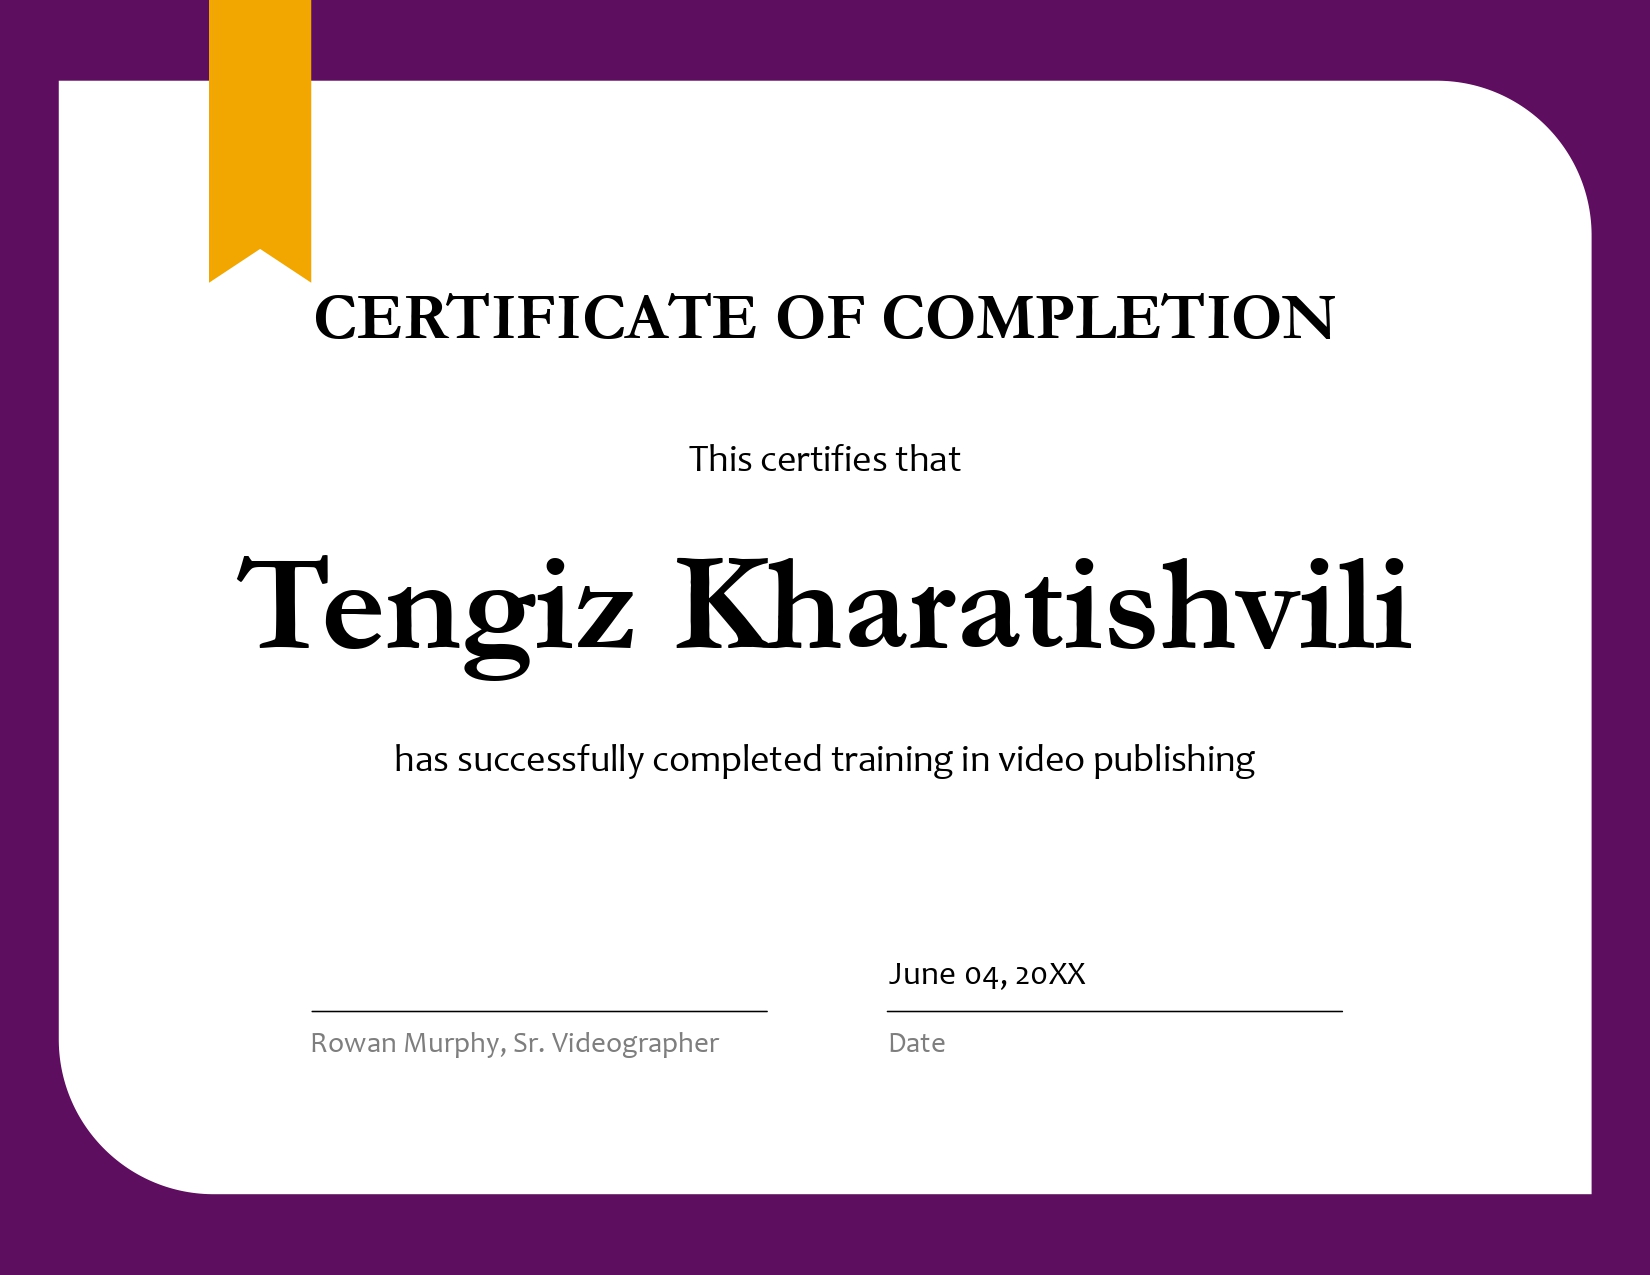 CERTIFICATE OF COMPLETION
This certifies that
Tengiz Kharatishvili
has successfully completed training in video publishing
June 04, 20XX
Rowan Murphy, Sr. Videographer
Date